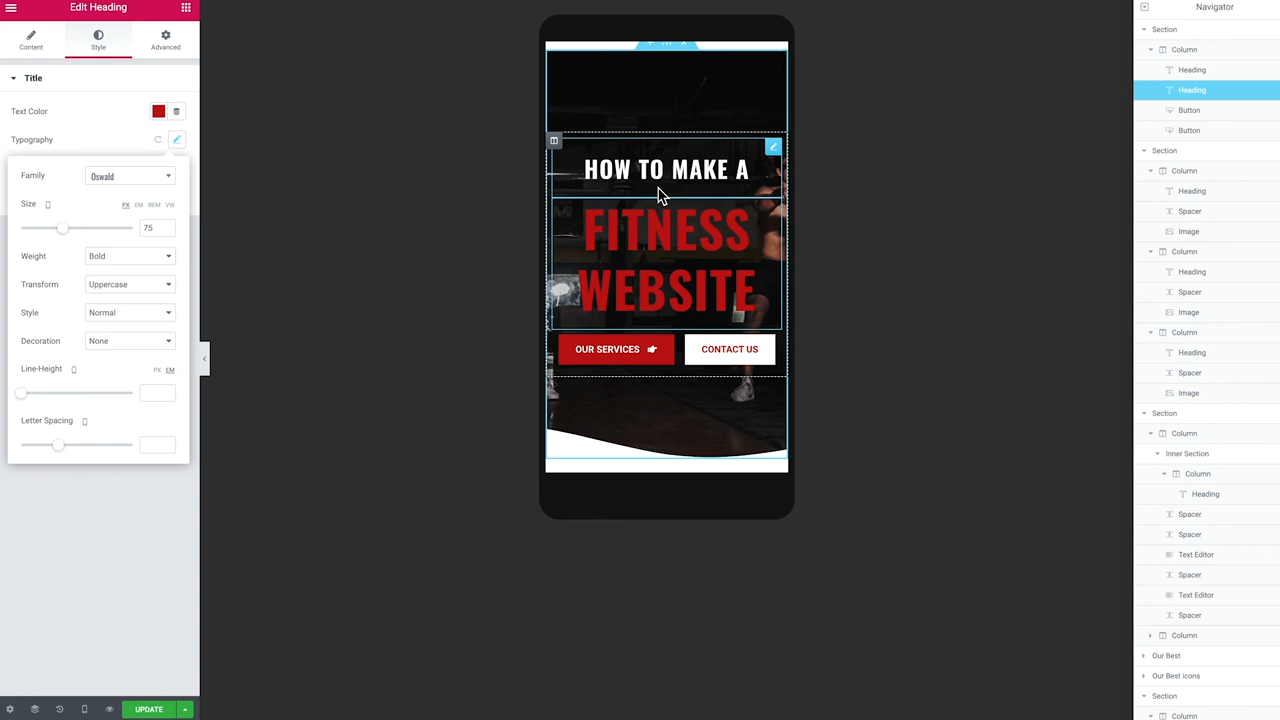 Edit Heading
Content
Style
Advanced
Title
Text Color
Typography
Family
Oswald
Size
PX EM REM VW
75
Weight
Bold
Transform
Uppercase
Style
Normal
Decoration
None
Line-Height
PX EM
Letter Spacing
UPDATE
HOW TO MAKE A
FITNESS
WEBSITE
OUR SERVICES
CONTACT US
Navigator
Section
Column
Heading
Heading
Button
Button
Section
Column
Heading
Spacer
Image
Column
Heading
Spacer
Image
Column
Heading
Spacer
Image
Section
Column
Inner Section
Column
Heading
Spacer
Spacer
Text Editor
Spacer
Text Editor
Spacer
Column
Our Best
Our Best icons
Section
Column